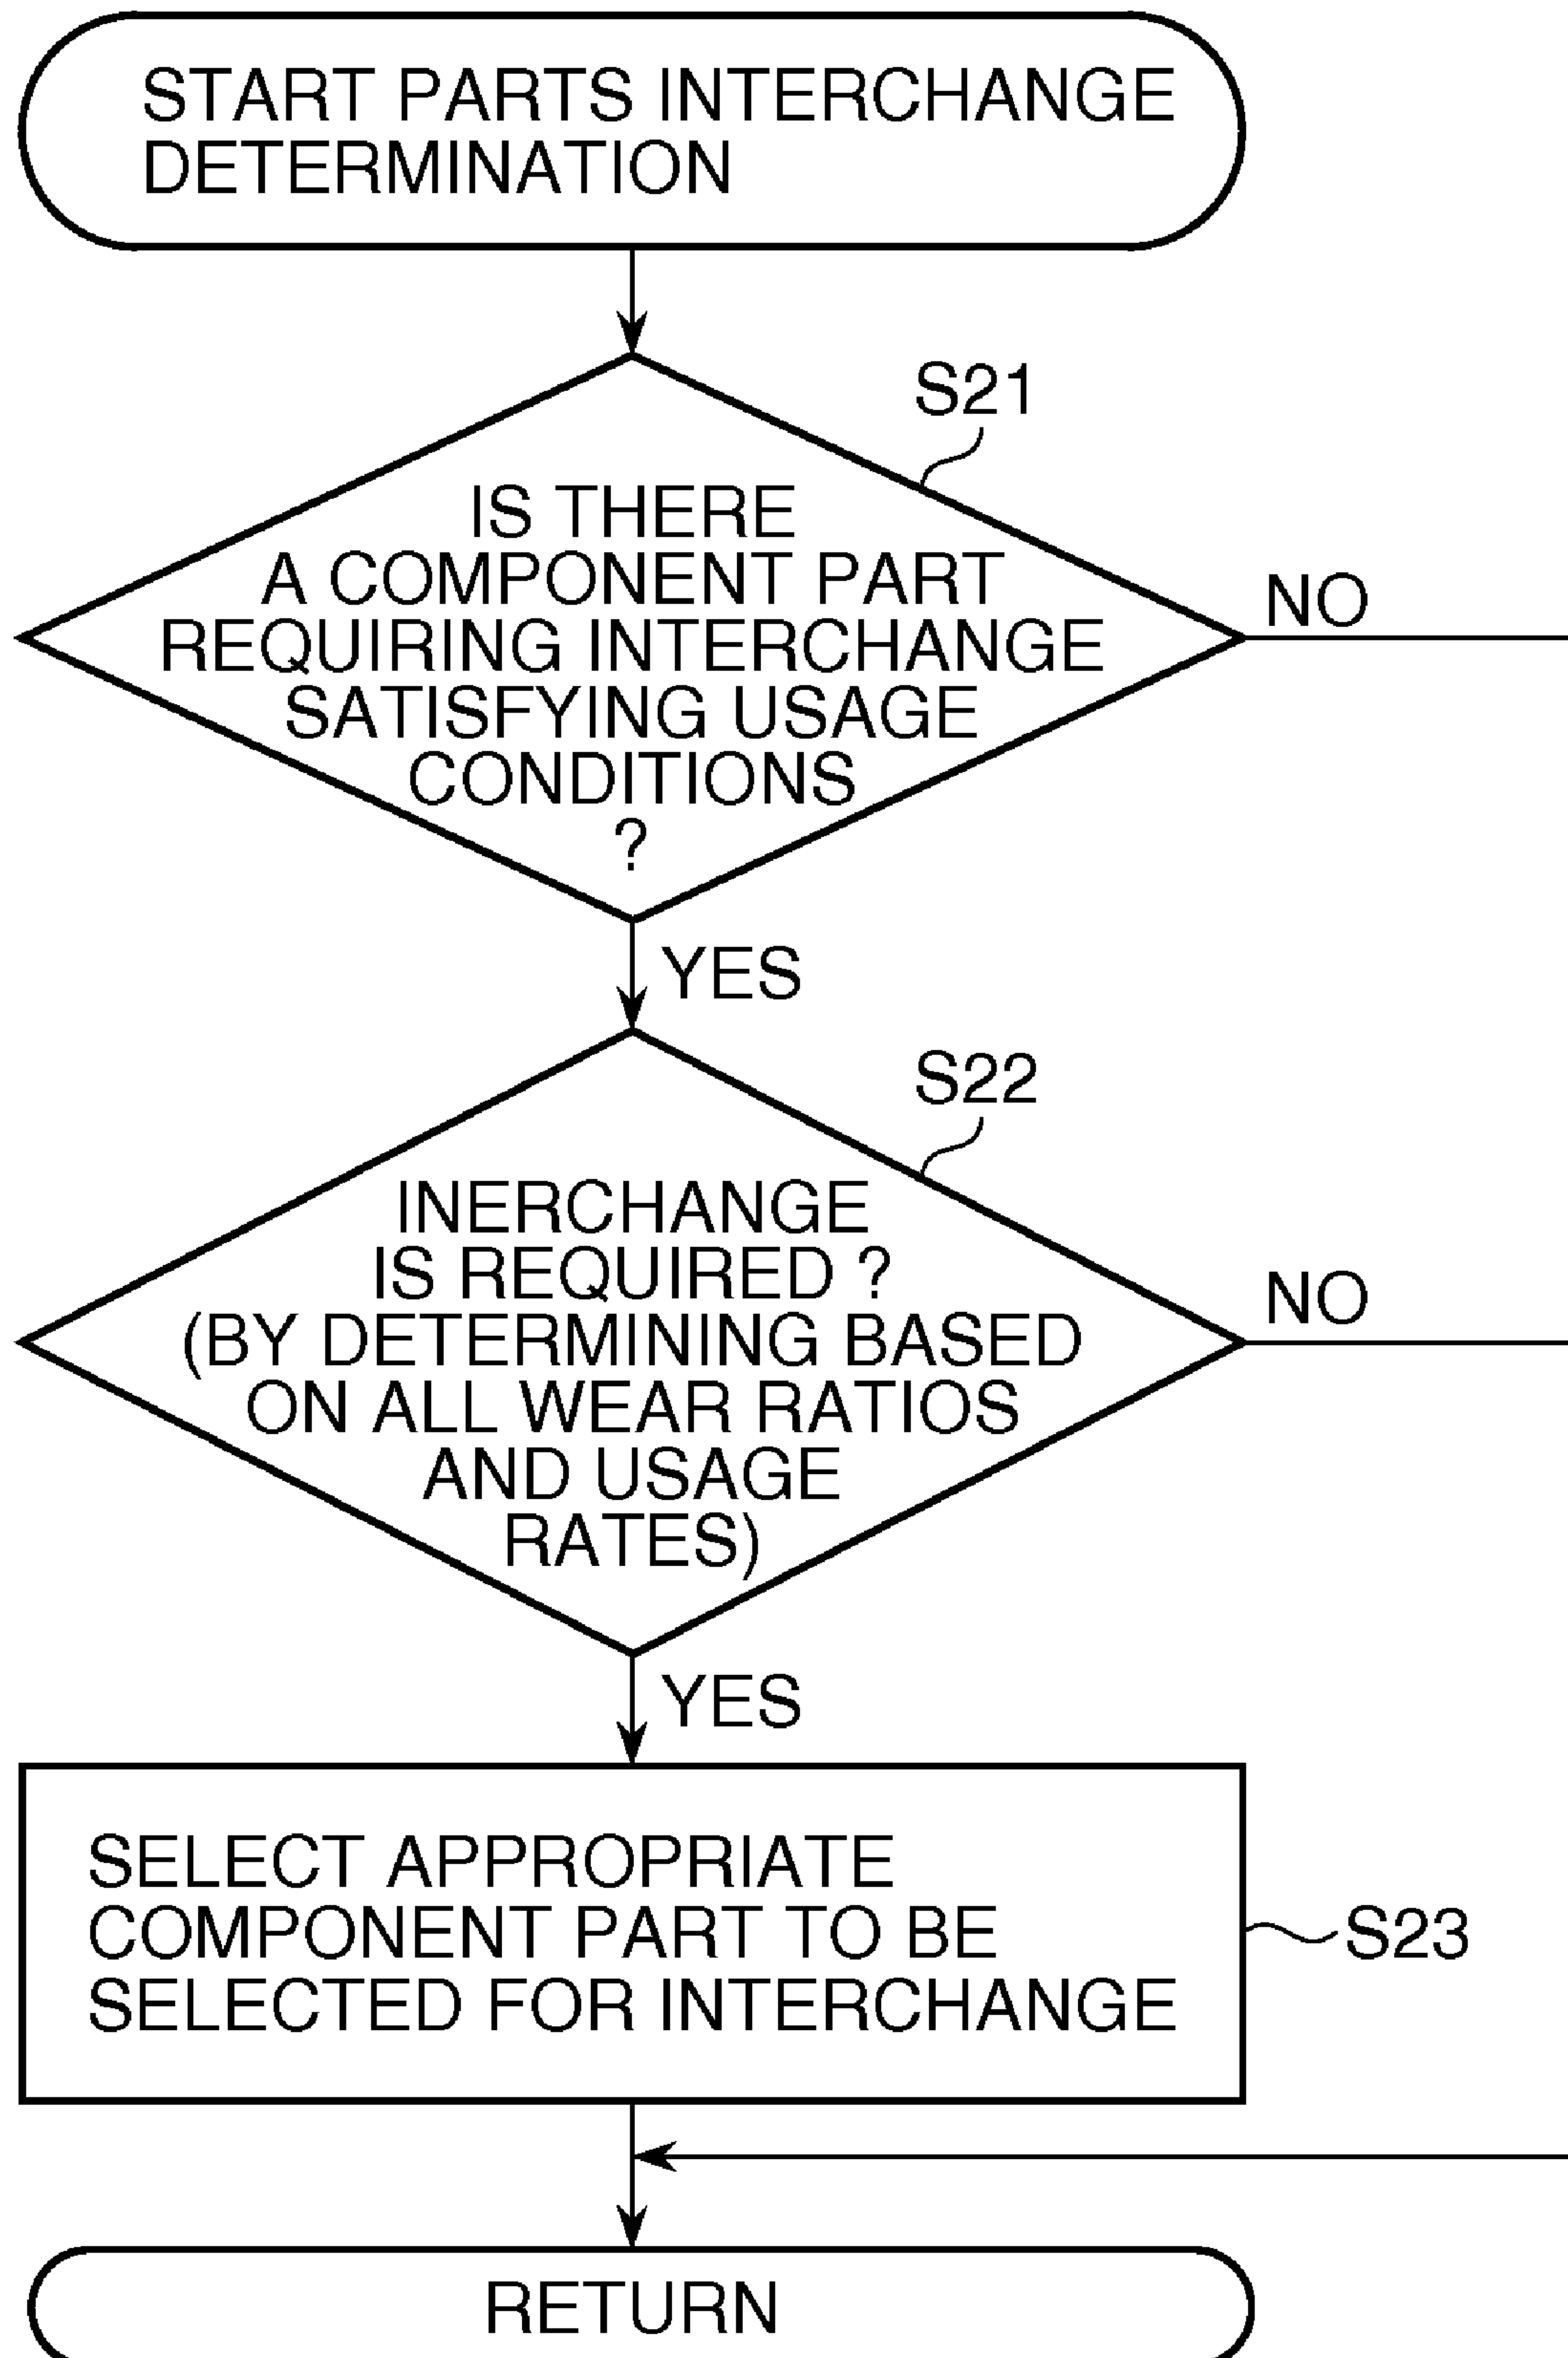 START PARTS INTERCHANGE
DETERMINATION
S21
IS THERE
A COMPONENT PART
REQUIRING INTERCHANGE
SATISFYING USAGE
CONDITIONS
?
NO
YES
S22
INERCHANGE
IS REQUIRED ?
(BY DETERMINING BASED
ON ALL WEAR RATIOS
AND USAGE
RATES)
NO
YES
SELECT APPROPRIATE
COMPONENT PART TO BE
SELECTED FOR INTERCHANGE
S23
RETURN